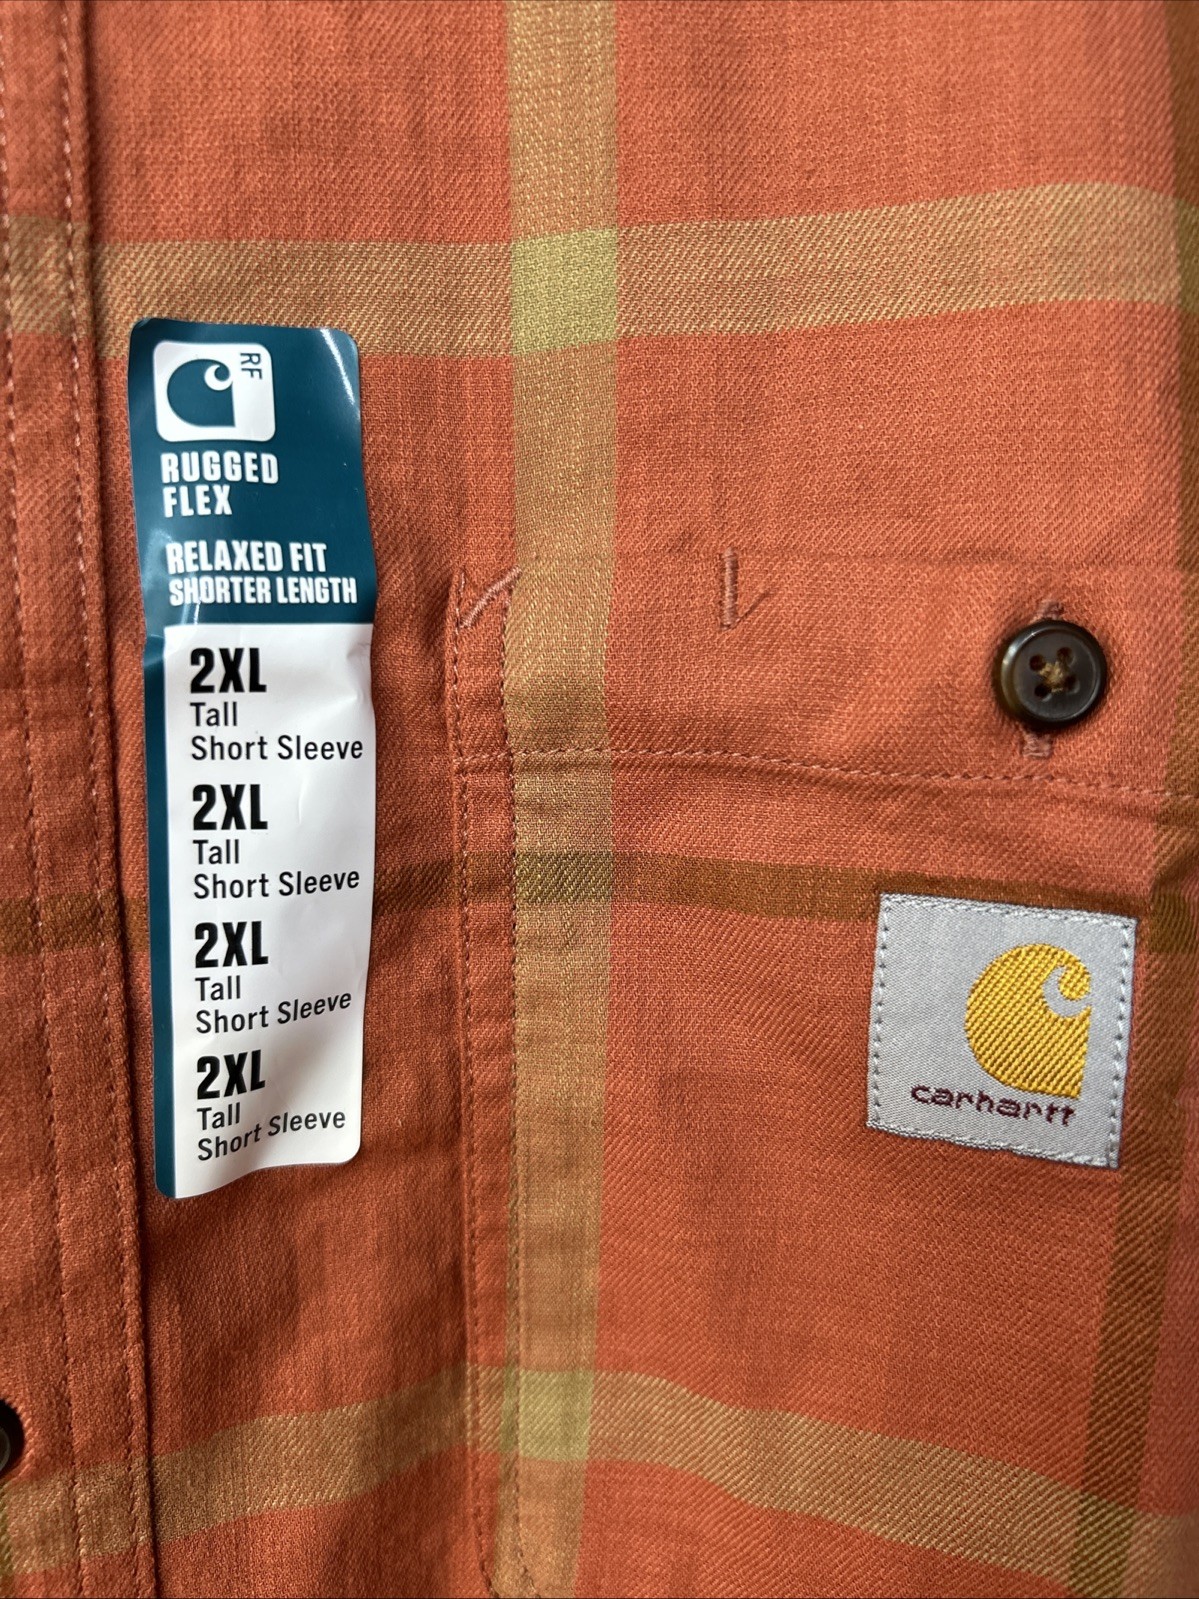 RF
RUGGED
FLEX
RELAXED FIT
SHORTER LENGTH
2XL
Tall
Short Sleeve
2XL
Tall
Short Sleeve
2XL
Tall
Short Sleeve
2XL
Tall
Short Sleeve
carhartt